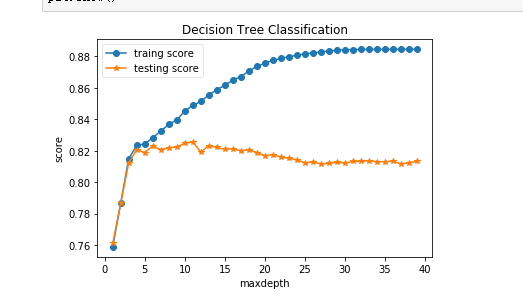 Decision Tree Classification
traing score
testing score
0.88
0.86
0.84
0.82
0.80
0.78
0.76
score
0 5 10 15 20 25 30 35 40
maxdepth